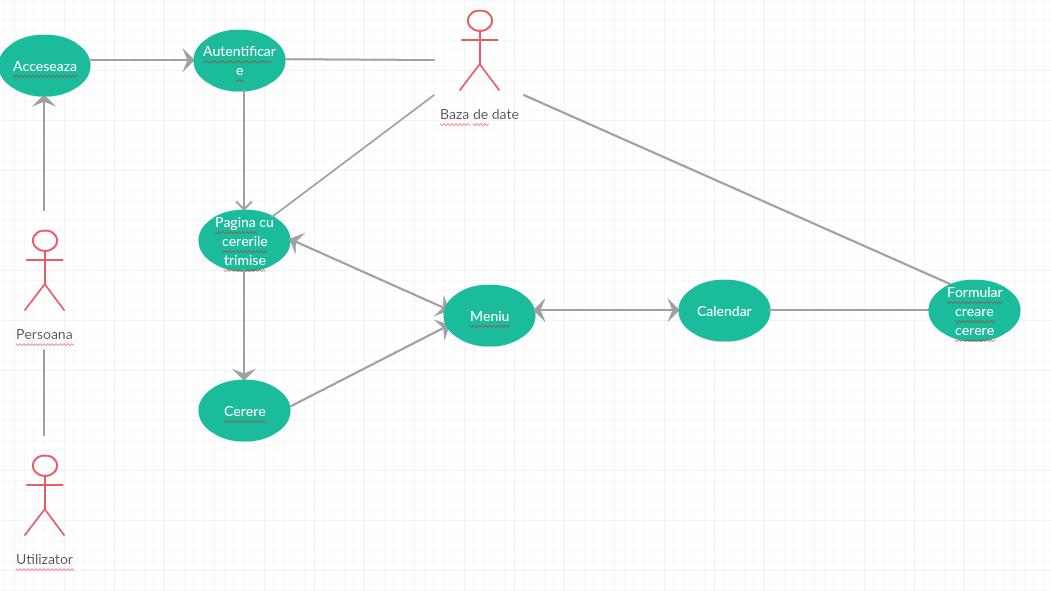 Acceseaza
Autentificar
e
Baza de date
Pagina cu
cererile
trimise
Persoana
Meniu
Calendar
Formular
creare
cerere
Cerere
Utilizator